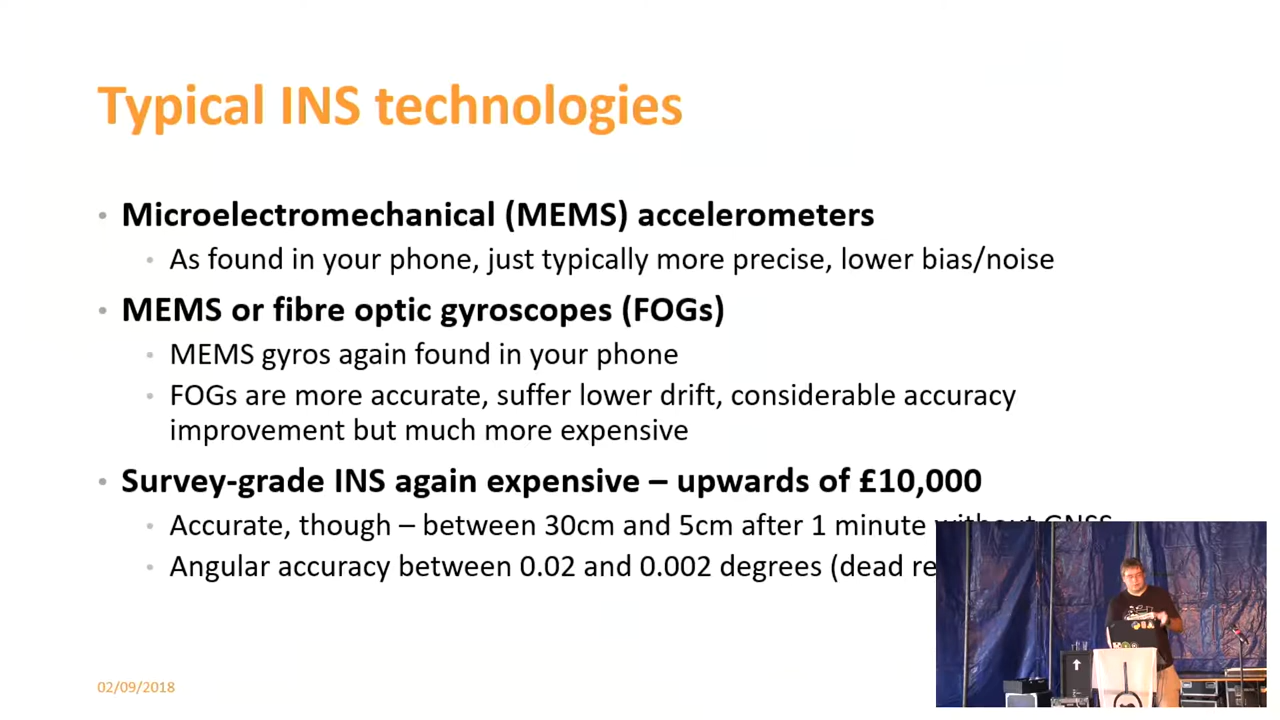 Typical INS technologies
• Microelectromechanical (MEMS) accelerometers
• As found in your phone, just typically more precise, lower bias/noise
• MEMS or fibre optic gyroscopes (FOGs)
• MEMS gyros again found in your phone
• FOGs are more accurate, suffer lower drift, considerable accuracy
improvement but much more expensive
• Survey-grade INS again expensive – upwards of £10,000
• Accurate, though – between 30cm and 5cm after 1 minute without GNSS
• Angular accuracy between 0.02 and 0.002 degrees (dead
02/09/2018